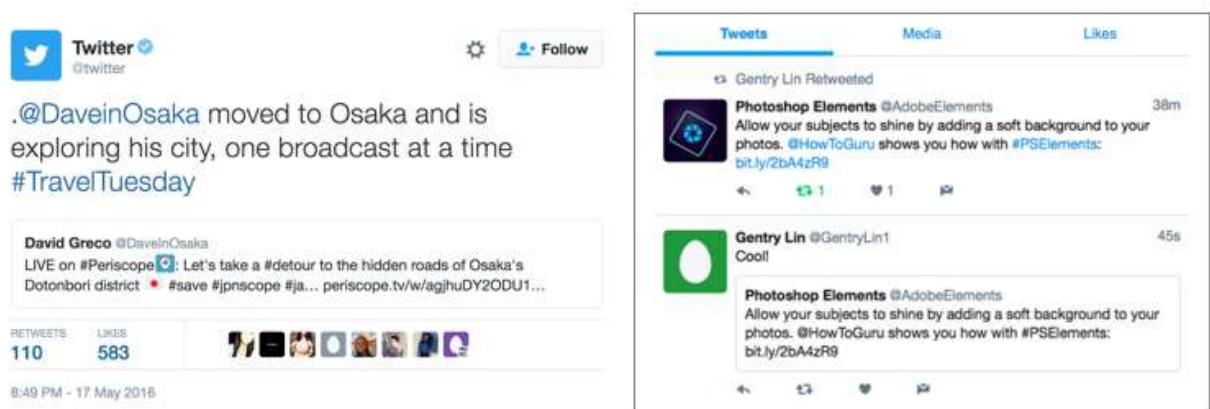 Twitter
@twitter
Follow
.@DaveinOsaka moved to Osaka and is
exploring his city, one broadcast at a time
#TravelTuesday
David Greco @DaveInOsaka
LIVE on #Periscope: Let's take a #detour to the hidden roads of Osaka's
Dotonbori district #save #jpnscope #ja... periscope.tv/w/agjhuDY2ODU1...
RETWEETS LIKES
110 583
8:49 PM - 17 May 2016
Tweets Media Likes
Gentry Lin Retweeted
Photoshop Elements @AdobeElements 38m
Allow your subjects to shine by adding a soft background to your
photos. @HowToGuru shows you how with #PSElements:
bit.ly/2bA4zR9
1 1
Gentry Lin @GentryLin1 45s
Cool!
Photoshop Elements @AdobeElements
Allow your subjects to shine by adding a soft background to your
photos. @HowToGuru shows you how with #PSElements:
bit.ly/2bA4zR9